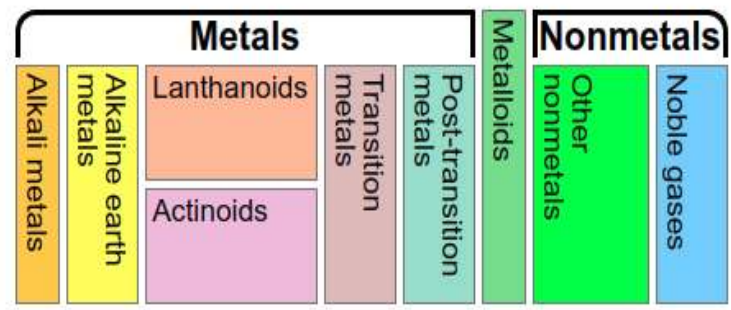 Metals
Metalloids
Nonmetals
Alkali metals
Alkaline earth
metals
Lanthanoids
Actinoids
Transition
metals
Post-transition
metals
Other
nonmetals
Noble gases